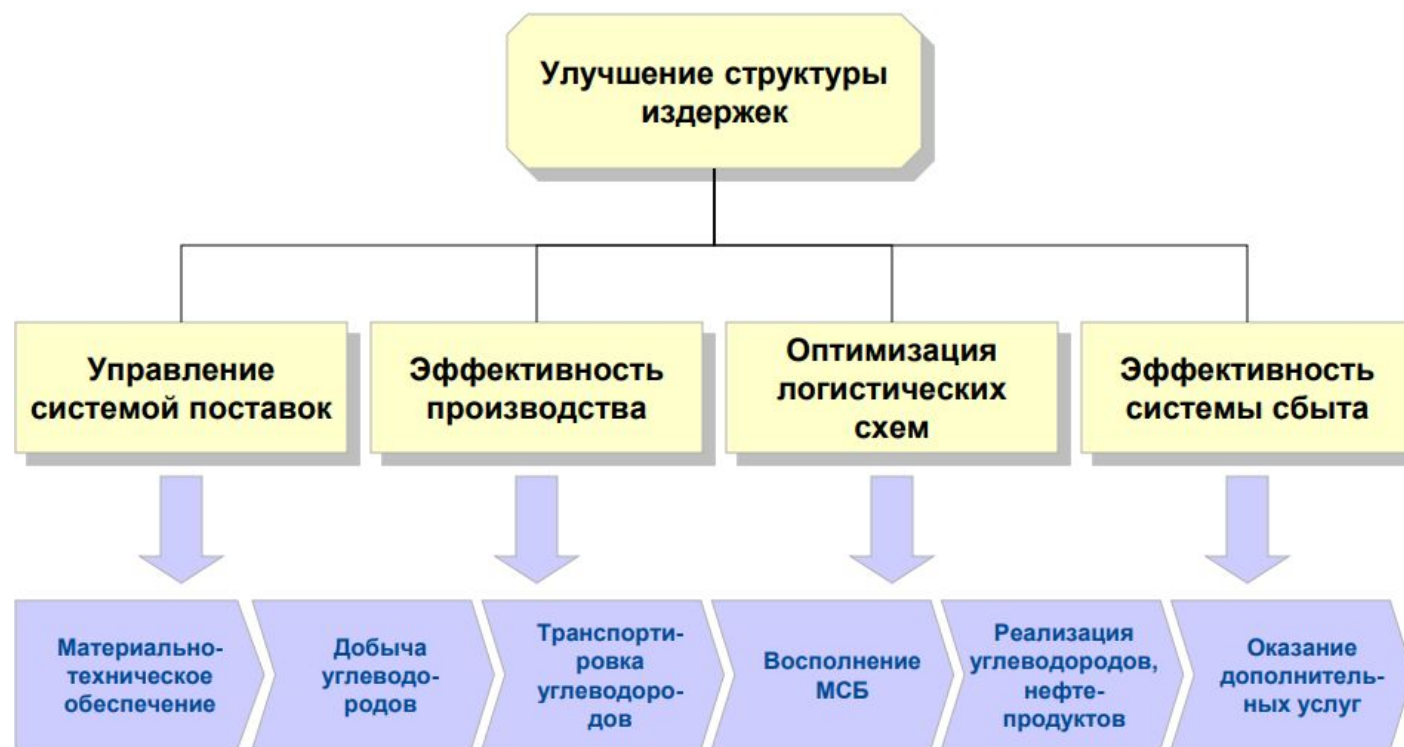 Улучшение структуры
издержек
Управление
системой поставок
Эффективность
производства
Оптимизация
логистических
схем
Эффективность
системы сбыта
Материально-
техническое
обеспечение
Добыча
углеводо-
родов
Транспорти-
ровка
углеводоро-
дов
Восполнение
МСБ
Реализация
углеводородов,
нефте-
продуктов
Оказание
дополнитель-
ных услуг